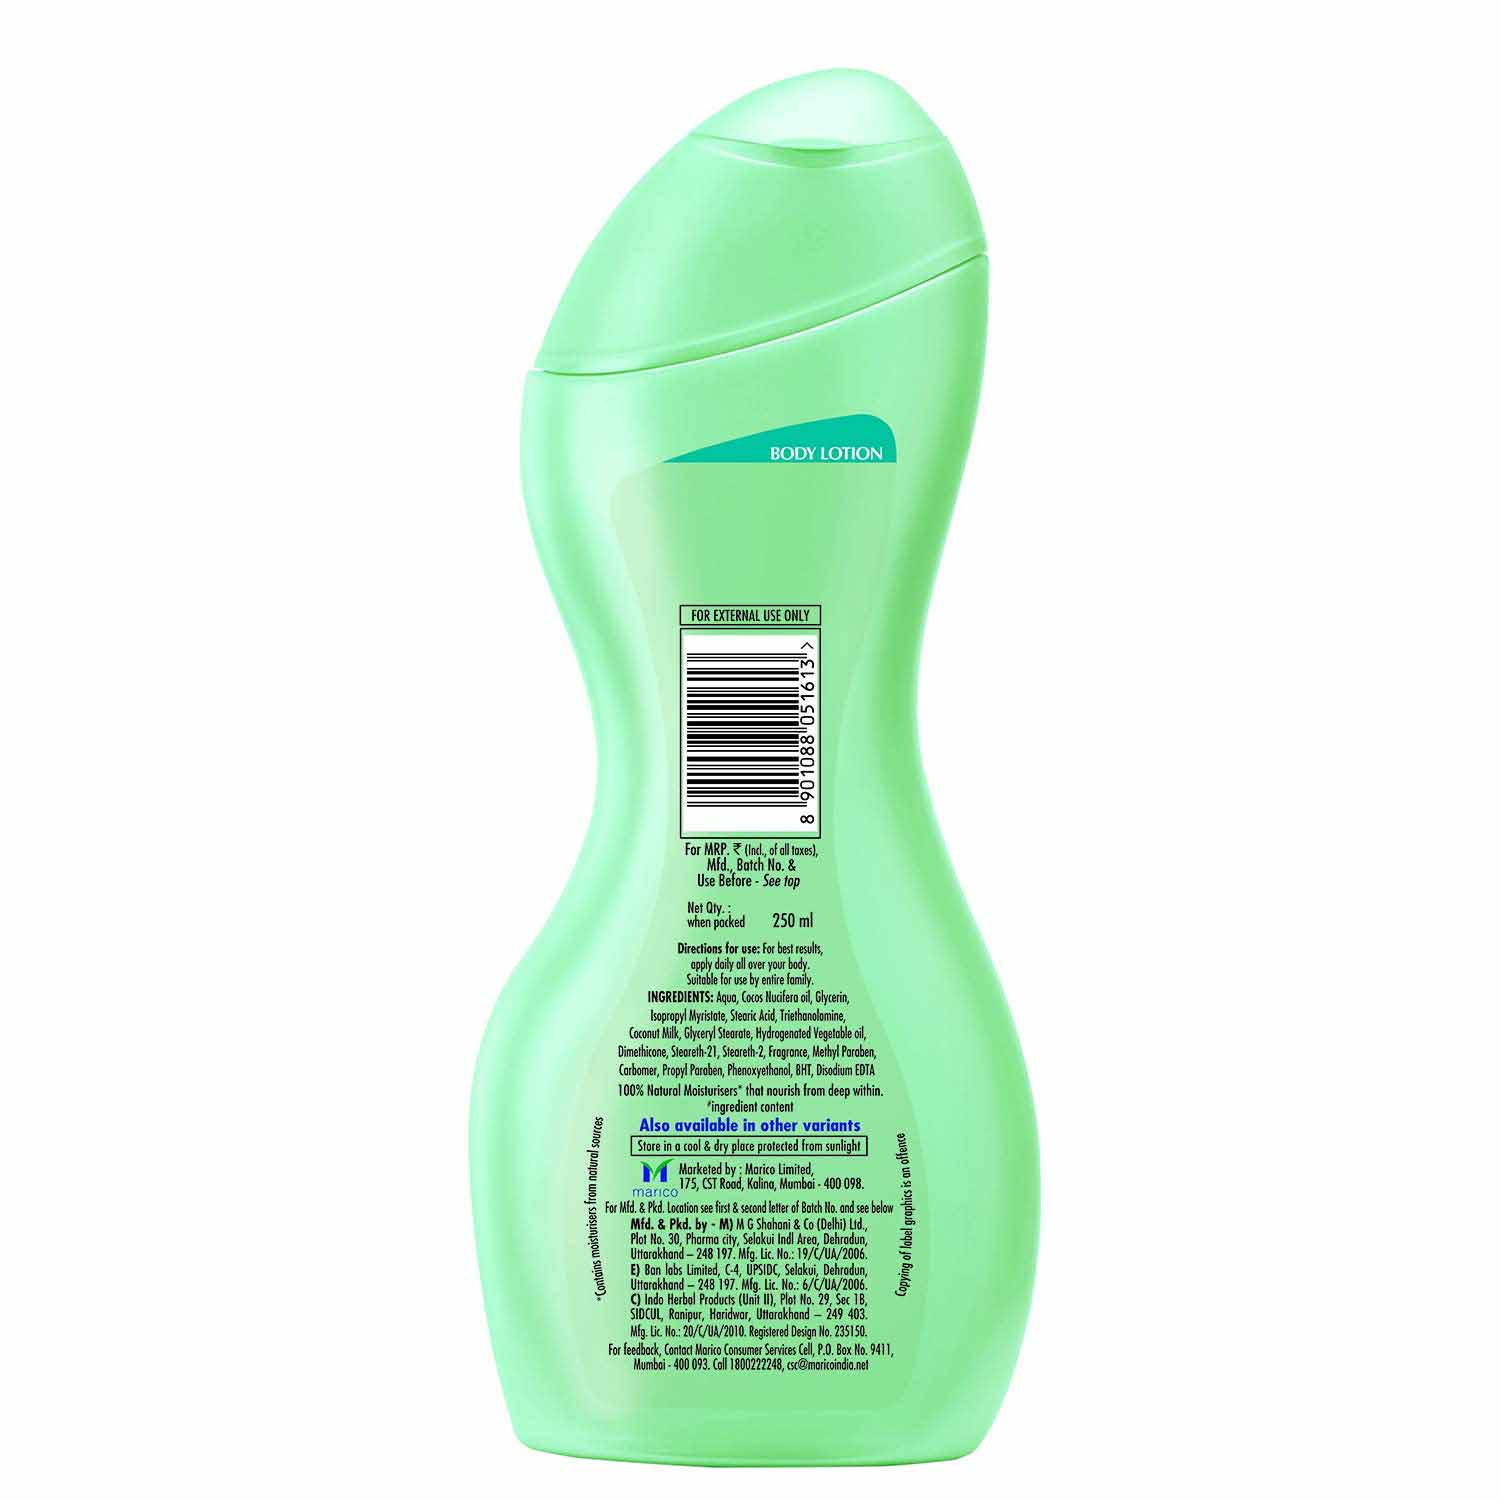 BODY LOTION
FOR EXTERNAL USE ONLY
8 901088 051613 >
For MRP. ₹ (Incl., of all taxes),
Mfd., Batch No. &
Use Before - See top
Net Qty. :
when packed 250 ml
Directions for use: For best results,
apply daily all over your body.
Suitable for use by entire family.
INGREDIENTS: Aqua, Cocos Nucifera oil, Glycerin,
Isopropyl Myristate, Stearic Acid, Triethanolamine,
Coconut Milk, Glyceryl Stearate, Hydrogenated Vegetable oil,
Dimethicone, Steareth-21, Steareth-2, Fragrance, Methyl Paraben,
Carbomer, Propyl Paraben, Phenoxyethanol, BHT, Disodium EDTA
100% Natural Moisturisers* that nourish from deep within.
*ingredient content
Also available in other variants
Store in a cool & dry place protected from sunlight
marico
Marketed by : Marico Limited,
175, CST Road, Kalina, Mumbai - 400 098.
For Mfd. & Pkd. Location see first & second letter of Batch No. and see below
Mfd. & Pkd. by - M) M G Shahani & Co (Delhi) Ltd.,
Plot No. 30, Pharma city, Selakui Indl Area, Dehradun,
Uttarakhand – 248 197. Mfg. Lic. No.: 19/C/UA/2006.
E) Ban labs Limited, C-4, UPSIDC, Selakui, Dehradun,
Uttarakhand – 248 197. Mfg. Lic. No.: 6/C/UA/2006.
C) Indo Herbal Products (Unit II), Plot No. 29, Sec 1B,
SIDCUL, Ranipur, Haridwar, Uttarakhand – 249 403.
Mfg. Lic. No.: 20/C/UA/2010. Registered Design No. 235150.
For feedback, Contact Marico Consumer Services Cell, P.O. Box No. 9411,
Mumbai - 400 093. Call 1800222248, csc@maricoindia.net
*Contains moisturisers from natural sources
Copying of label graphics is an offence